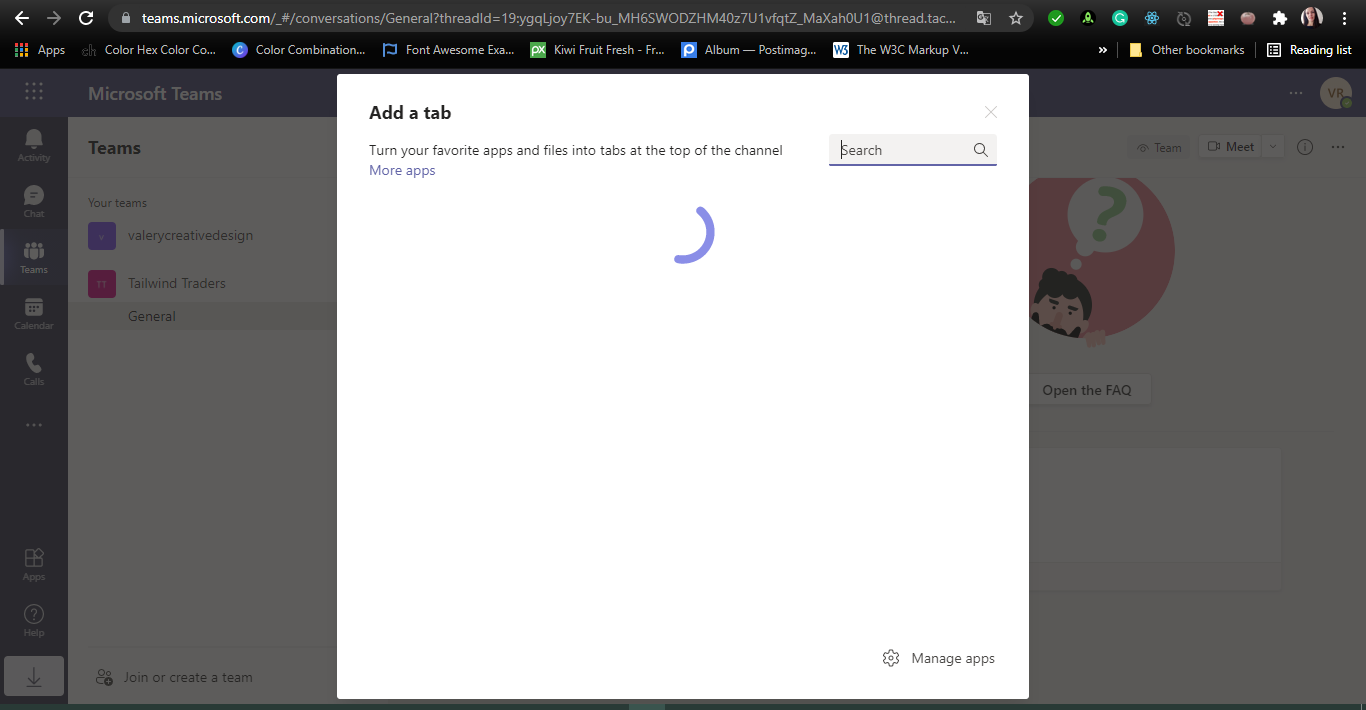 teams.microsoft.com/_#/conversations/General?threadId=19:ygqLjoy7EK-bu_MH6SWODZHM40z7U1vfqtZ_MaXah0U1@thread.tac...
Apps
Color Hex Color Co...
Color Combination...
Font Awesome Exa...
Kiwi Fruit Fresh - Fr...
Album — Postimag...
The W3C Markup V...
»
Other bookmarks
Reading list
Microsoft Teams
...
VR
Activity
Chat
Teams
Calendar
Calls
...
Apps
Help
Teams
Your teams
v
valerycreativedesign
TT
Tailwind Traders
General
Join or create a team
Add a tab
Turn your favorite apps and files into tabs at the top of the channel
More apps
Search
Manage apps
Team
Meet
...
?
Open the FAQ